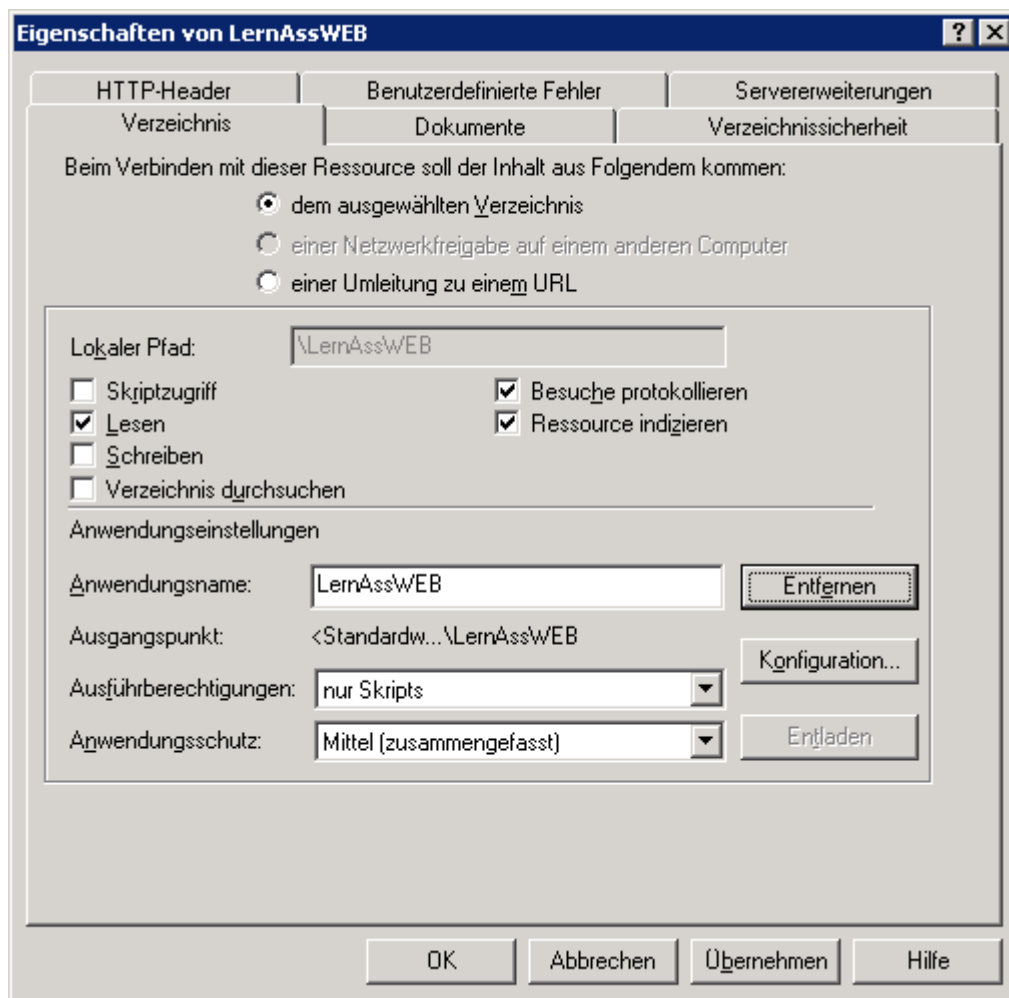 Eigenschaften von LernAssWEB
HTTP-Header Benutzerdefinierte Fehler Servererweiterungen
Verzeichnis Dokumente Verzeichnissicherheit
Beim Verbinden mit dieser Ressource soll der Inhalt aus Folgendem kommen:
dem ausgewählten Verzeichnis
einer Netzwerkfreigabe auf einem anderen Computer
einer Umleitung zu einem URL
Lokaler Pfad: \LernAssWEB
Skriptzugriff Besuche protokollieren
Lesen Ressource indizieren
Schreiben
Verzeichnis durchsuchen
Anwendungseinstellungen
Anwendungsname: LernAssWEB Entfernen
Ausgangspunkt: <Standardw...\LernAssWEB
Konfiguration...
Ausführberechtigungen: nur Skripts
Anwendungsschutz: Mittel (zusammengefasst) Entladen
OK Abbrechen Übernehmen Hilfe